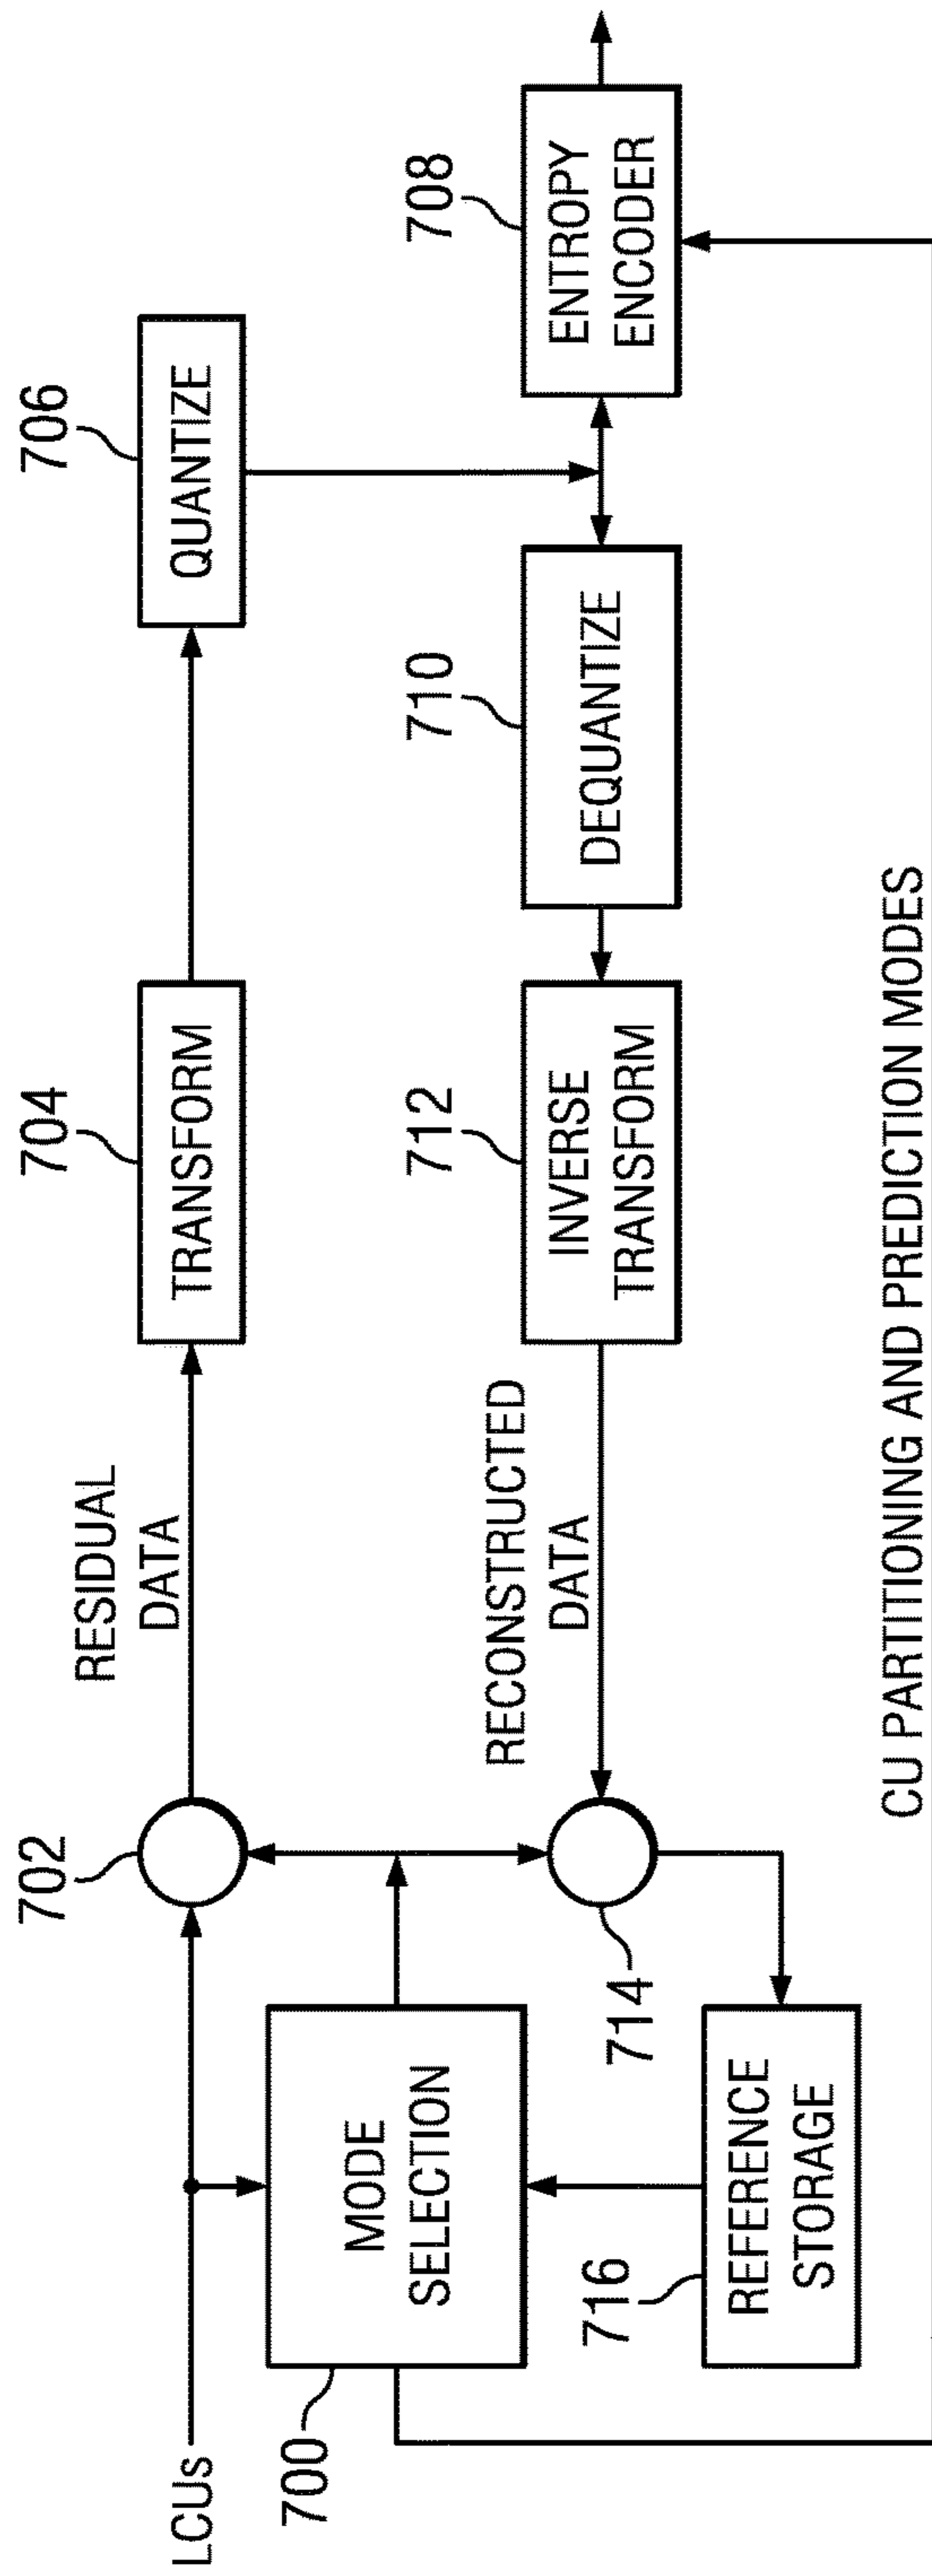 LCUs
702
RESIDUAL
DATA
704
TRANSFORM
706
QUANTIZE
700
MODE
SELECTION
714
RECONSTRUCTED
DATA
712
INVERSE
TRANSFORM
710
DEQUANTIZE
708
ENTROPY
ENCODER
716
REFERENCE
STORAGE
CU PARTITIONING AND PREDICTION MODES